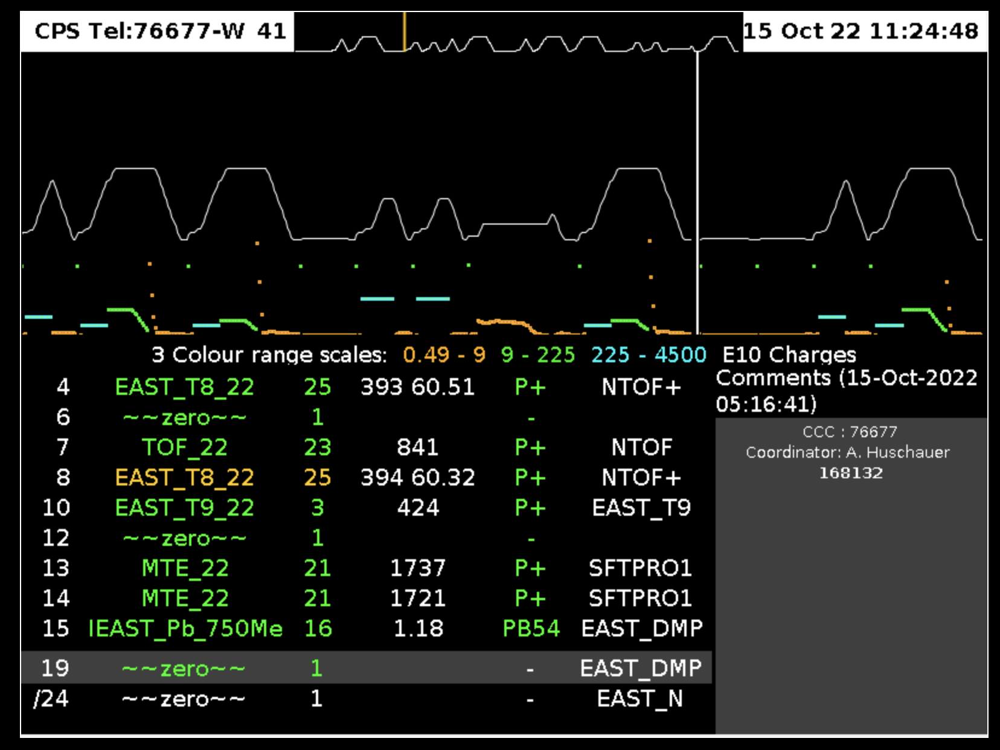 CPS Tel:76677-W 41
15 Oct 22 11:24:48
3 Colour range scales: 0.49 - 9 9 - 225 225 - 4500 E10 Charges
4 EAST_T8_22 25 393 60.51 P+ NTOF+
6 ~~zero~~ 1 -
7 TOF_22 23 841 P+ NTOF
8 EAST_T8_22 25 394 60.32 P+ NTOF+
10 EAST_T9_22 3 424 P+ EAST_T9
12 ~~zero~~ 1 -
13 MTE_22 21 1737 P+ SFTPRO1
14 MTE_22 21 1721 P+ SFTPRO1
15 IEAST_Pb_750Me 16 1.18 PB54 EAST_DMP
19 ~~zero~~ 1 - EAST_DMP
/24 ~~zero~~ 1 - EAST_N
Comments (15-Oct-2022
05:16:41)
CCC : 76677
Coordinator: A. Huschauer
168132